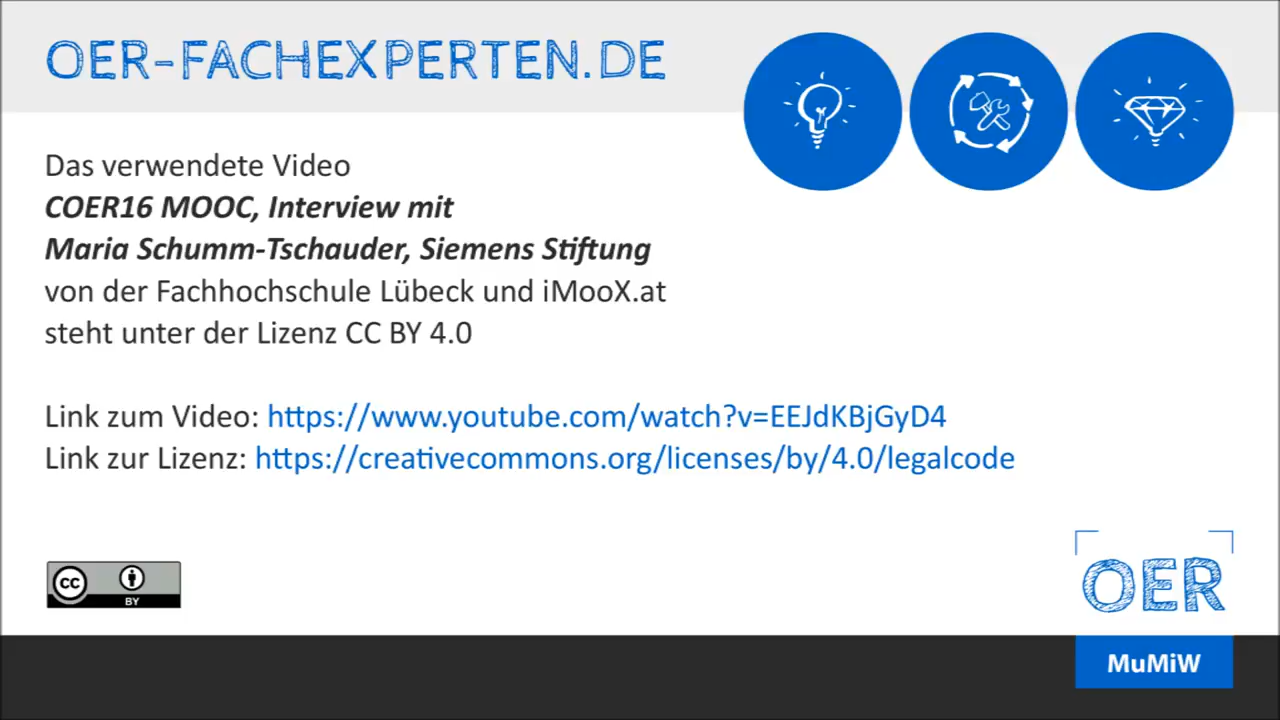 OER-FACHEXPERTEN.DE
Das verwendete Video
COER16 MOOC, Interview mit
Maria Schumm-Tschauder, Siemens Stiftung
von der Fachhochschule Lübeck und iMooX.at
steht unter der Lizenz CC BY 4.0
Link zum Video: https://www.youtube.com/watch?v=EEJdKBjGyD4
Link zur Lizenz: https://creativecommons.org/licenses/by/4.0/legalcode
cc
BY
OER
MuMiW